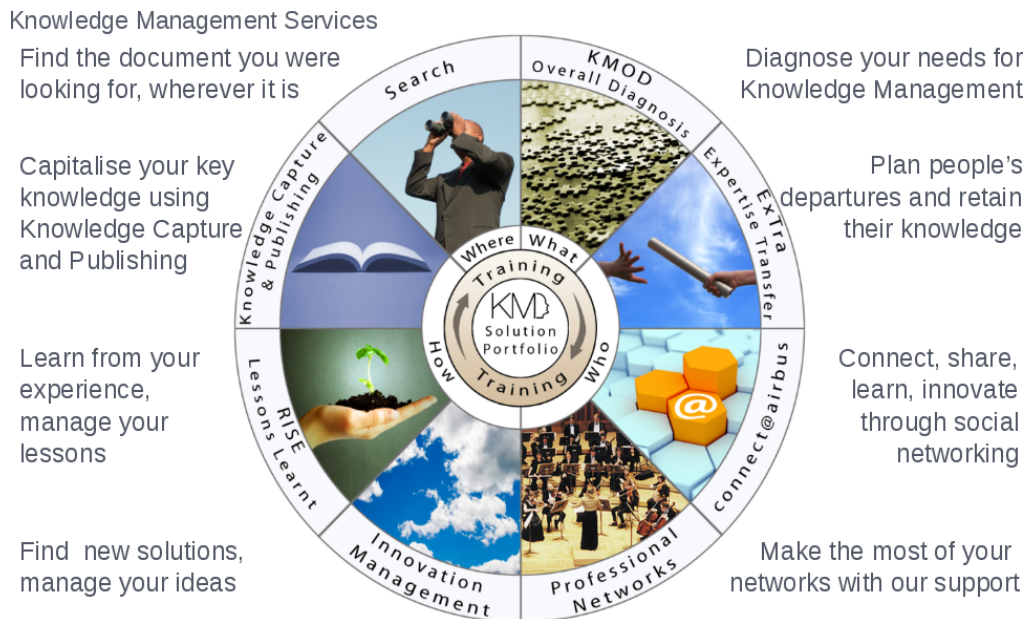 Knowledge Management Services
Find the document you were
looking for, wherever it is
Capitalise your key
knowledge using
Knowledge Capture
and Publishing
Learn from your
experience,
manage your
lessons
Find  new solutions,
manage your ideas
Search
KMOD
Overall Diagnosis
Knowledge Capture
& Publishing
ExTra
Expertise Transfer
Where
What
Training
KMD
Solution
Portfolio
Training
How
Who
RISE
Lessons Learnt
connect@airbus
@
Innovation
Management
Professional
Networks
Diagnose your needs for
Knowledge Management
Plan people's
departures and retain
their knowledge
Connect, share,
learn, innovate
through social
networking
Make the most of your
networks with our support